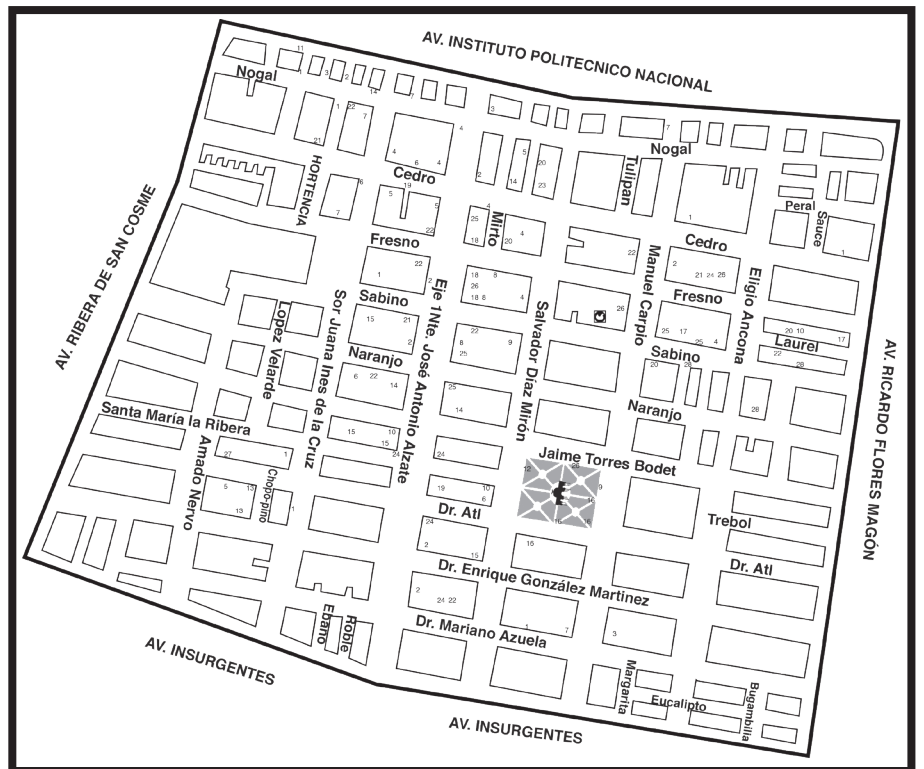 AV. INSTITUTO POLITECNICO NACIONAL
Nogal
Nogal
HORTENCIA
Cedro
Tulipan
Peral
Sauce
AV. RIBERA DE SAN COSME
Fresno
Mirto
Cedro
Manuel Carpio
Eligio Ancona
Sabino
Fresno
Lopez Velarde
Sor Juana Ines de la Cruz
Eje 1Nte. José Antonio Alzate
Salvador Díaz Mirón
Laurel
Naranjo
Sabino
AV. RICARDO FLORES MAGÓN
Santa María la Ribera
Naranjo
Amado Nervo
Chopo-pino
Jaime Torres Bodet
Dr. Atl
Trebol
Dr. Enrique González Martinez
Dr. Atl
Ebano
Roble
Dr. Mariano Azuela
AV. INSURGENTES
Margarita
Eucalipto
Bugambilia
AV. INSURGENTES